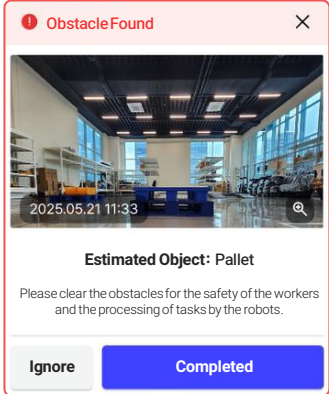 Obstacle Found
2025.05.21 11:33
Estimated Object: Pallet
Please clear the obstacles for the safety of the workers
and the processing of tasks by the robots.
Ignore
Completed